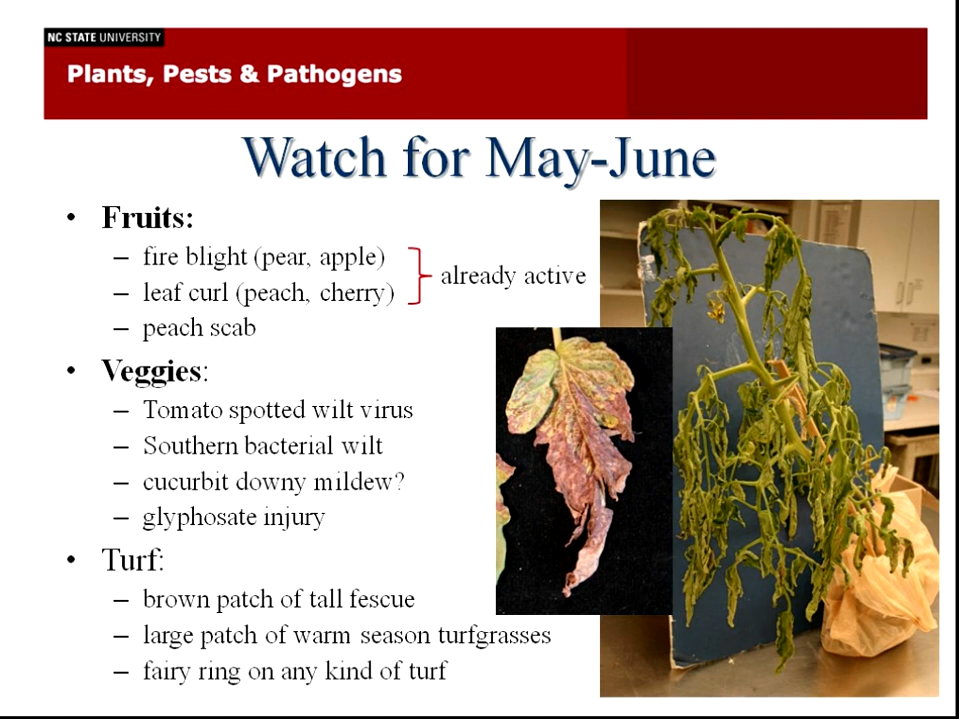 NC STATE UNIVERSITY
Plants, Pests & Pathogens
Watch for May-June
• Fruits:
– fire blight (pear, apple)
– leaf curl (peach, cherry)
already active
– peach scab
• Veggies:
– Tomato spotted wilt virus
– Southern bacterial wilt
– cucurbit downy mildew?
– glyphosate injury
• Turf:
– brown patch of tall fescue
– large patch of warm season turfgrasses
– fairy ring on any kind of turf